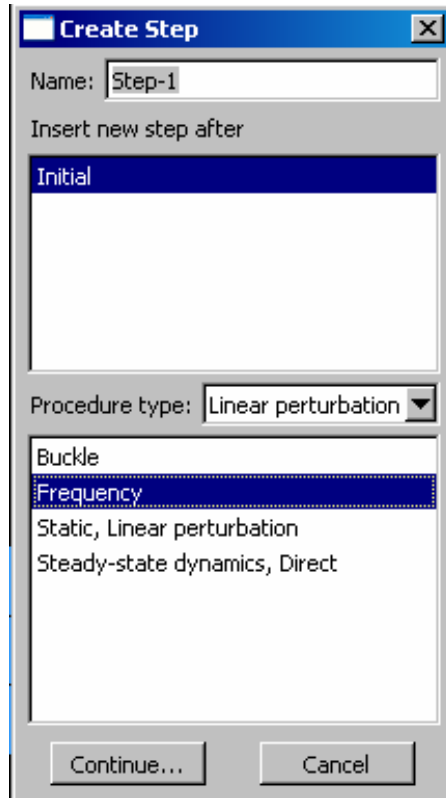 Create Step
Name: Step-1
Insert new step after
Initial
Procedure type: Linear perturbation
Buckle
Frequency
Static, Linear perturbation
Steady-state dynamics, Direct
Continue... Cancel